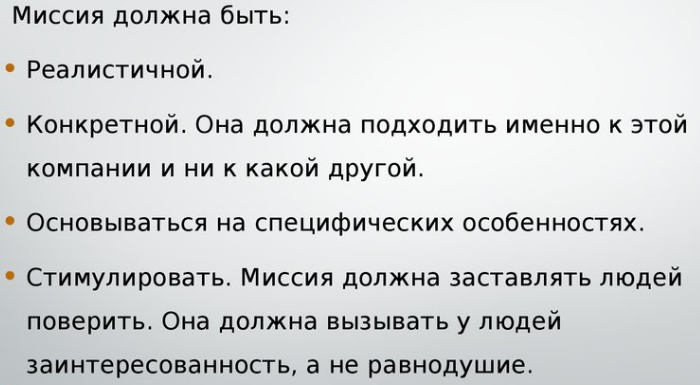 Миссия должна быть:
• Реалистичной.
• Конкретной. Она должна подходить именно к этой
компании и ни к какой другой.
• Основываться на специфических особенностях.
• Стимулировать. Миссия должна заставлять людей
поверить. Она должна вызывать у людей
заинтересованность, а не равнодушие.